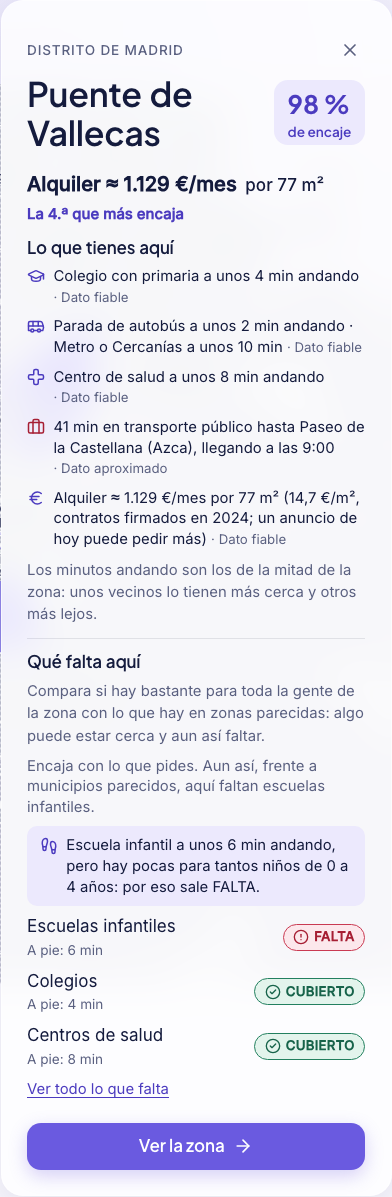 DISTRITO DE MADRID
Puente de
Vallecas
98 %
de encaje
Alquiler ≈ 1.129 €/mes por 77 m²
La 4.ª que más encaja
Lo que tienes aquí
Colegio con primaria a unos 4 min andando
· Dato fiable
Parada de autobús a unos 2 min andando ·
Metro o Cercanías a unos 10 min · Dato fiable
Centro de salud a unos 8 min andando
· Dato fiable
41 min en transporte público hasta Paseo de
la Castellana (Azca), llegando a las 9:00
· Dato aproximado
Alquiler ≈ 1.129 €/mes por 77 m² (14,7 €/m²,
contratos firmados en 2024; un anuncio de
hoy puede pedir más) · Dato fiable
Los minutos andando son los de la mitad de la
zona: unos vecinos lo tienen más cerca y otros
más lejos.
Qué falta aquí
Compara si hay bastante para toda la gente de
la zona con lo que hay en zonas parecidas: algo
puede estar cerca y aun así faltar.
Encaja con lo que pides. Aun así, frente a
municipios parecidos, aquí faltan escuelas
infantiles.
Escuela infantil a unos 6 min andando,
pero hay pocas para tantos niños de 0 a
4 años: por eso sale FALTA.
Escuelas infantiles
A pie: 6 min
FALTA
Colegios
A pie: 4 min
CUBIERTO
Centros de salud
A pie: 8 min
CUBIERTO
Ver todo lo que falta
Ver la zona →